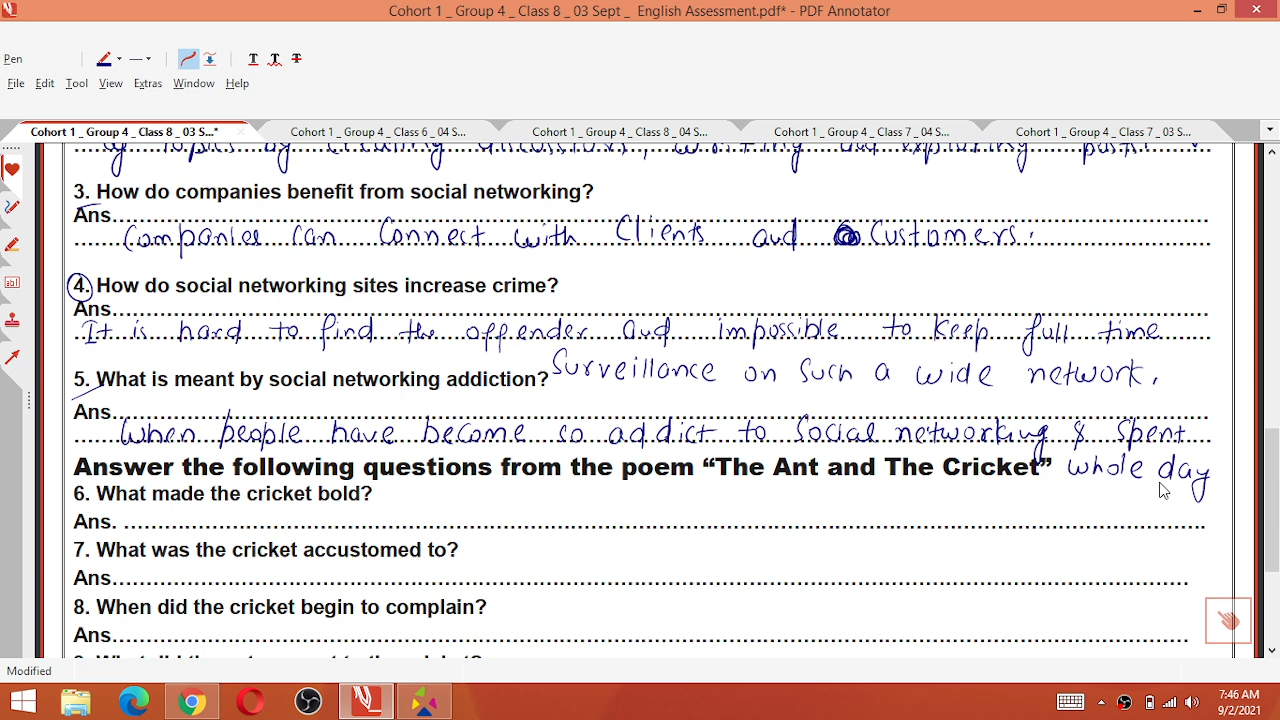 Cohort 1 _ Group 4 _ Class 8 _ 03 Sept _ English Assessment.pdf* - PDF Annotator
Pen
File Edit Tool View Extras Window Help
Cohort 1 _ Group 4 _ Class 8 _ 03 S...* Cohort 1 _ Group 4 _ Class 6 _ 04 S... Cohort 1 _ Group 4 _ Class 8 _ 04 S... Cohort 1 _ Group 4 _ Class 7 _ 04 S... Cohort 1 _ Group 4 _ Class 7 _ 03 S...
3. How do companies benefit from social networking?
Ans
Companies can Connect with Clients and Customers.
4. How do social networking sites increase crime?
Ans
It is hard to find the offender and impossible to keep full time
Surveillance on such a wide network.
5. What is meant by social networking addiction?
Ans
When people have become so addict to Social networking & spent
Answer the following questions from the poem “The Ant and The Cricket” whole day
6. What made the cricket bold?
Ans.
7. What was the cricket accustomed to?
Ans
8. When did the cricket begin to complain?
Ans
Modified
7:46 AM
9/2/2021